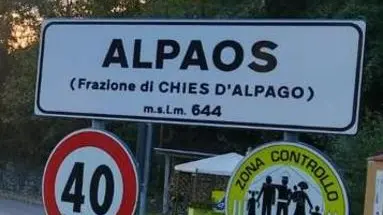 ALPAOS
(Frazione di CHIES D'ALPAGO)
m.s.l.m. 644
40
ZONA CONTROLLO